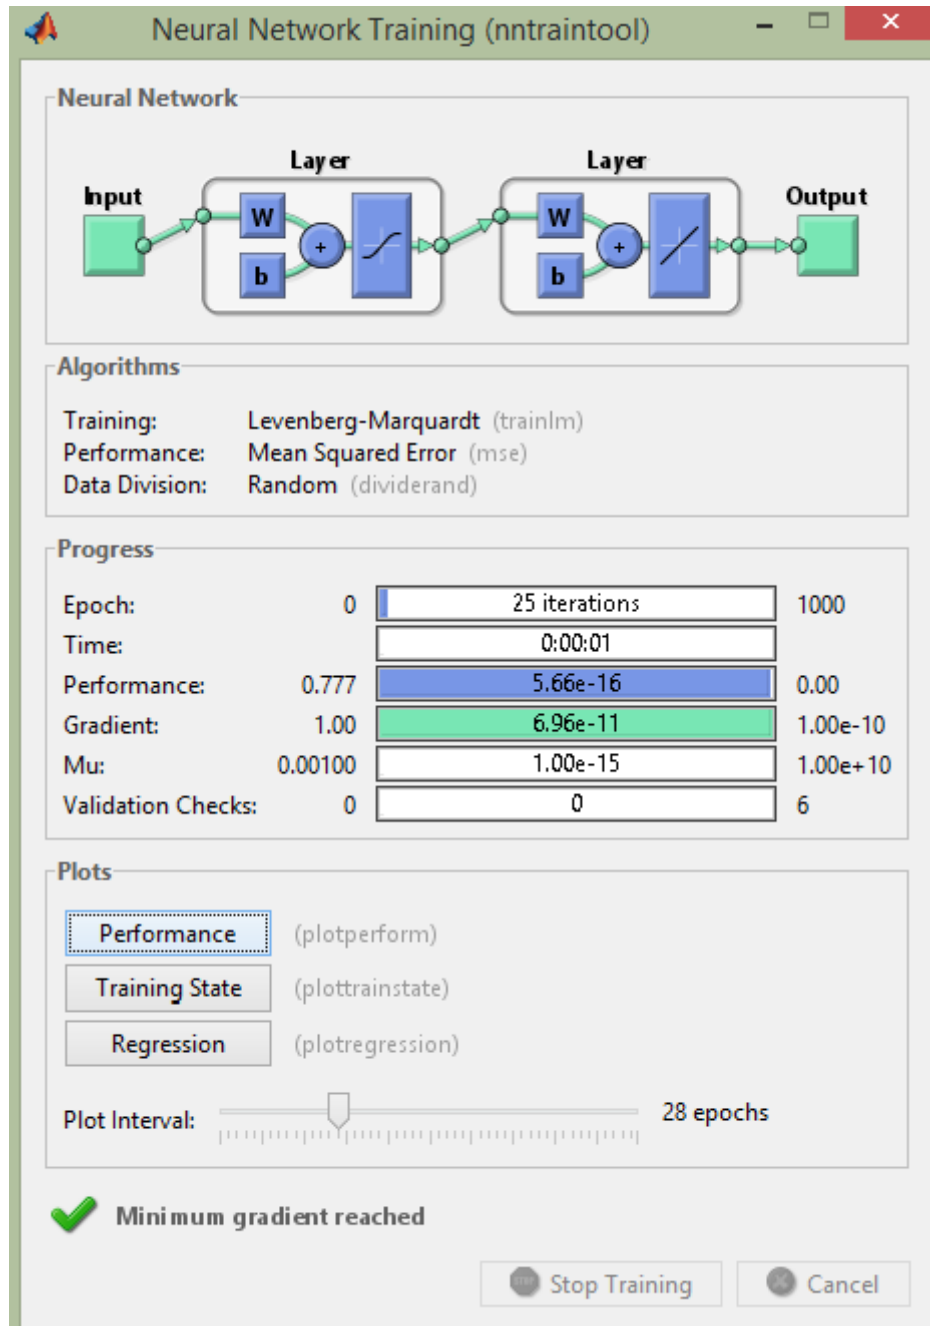 Neural Network Training (nntraintool)
Neural Network
Layer
Layer
Input
Output
W
b
+
W
b
+
Algorithms
Training: Levenberg-Marquardt (trainlm)
Performance: Mean Squared Error (mse)
Data Division: Random (dividerand)
Progress
Epoch: 0 25 iterations 1000
Time: 0:00:01
Performance: 0.777 5.66e-16 0.00
Gradient: 1.00 6.96e-11 1.00e-10
Mu: 0.00100 1.00e-15 1.00e+10
Validation Checks: 0 0 6
Plots
Performance (plotperform)
Training State (plottrainstate)
Regression (plotregression)
Plot Interval: 28 epochs
Minimum gradient reached
Stop Training Cancel